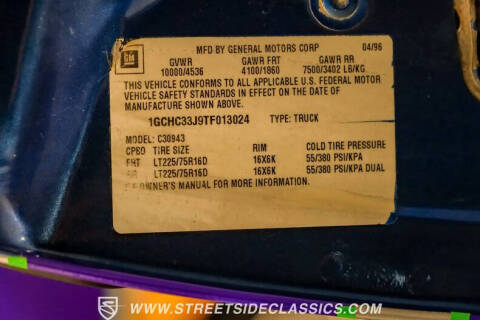 MFD BY GENERAL MOTORS CORP 04/96
GM GVWR GAWR FRT GAWR RR
10000/4536 4100/1860 7500/3402 LB/KG
THIS VEHICLE CONFORMS TO ALL APPLICABLE U.S. FEDERAL MOTOR
VEHICLE SAFETY STANDARDS IN EFFECT ON THE DATE OF
MANUFACTURE SHOWN ABOVE.
1GCHC33J9TF013024 TYPE: TRUCK
MODEL: C30943
TIRE SIZE RIM COLD TIRE PRESSURE
FRT LT225/75R16D 16X6K 55/380 PSI/KPA
LT225/75R16D 16X6K 55/380 PSI/KPA DUAL
OWNER'S MANUAL FOR MORE INFORMATION.
WWW.STREETSIDECLASSICS.COM